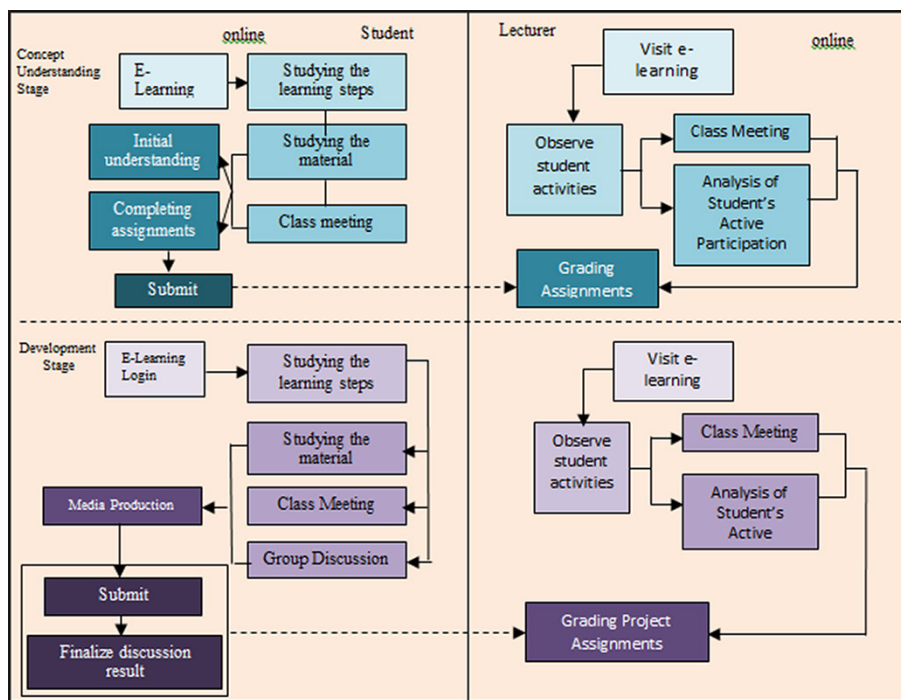 online
Student
Lecturer
online
Concept
Understanding
Stage
E-
Learning
Studying the
learning steps
Initial
understanding
Studying the
material
Completing
assignments
Class meeting
Submit
Visit e-
learning
Observe
student
activities
Class Meeting
Analysis of
Student's
Active
Participation
Grading
Assignments
Development
Stage
E-Learning
Login
Studying the
learning steps
Studying the
material
Media Production
Class Meeting
Group Discussion
Submit
Finalize discussion
result
Visit e-
learning
Observe
student
activities
Class Meeting
Analysis of
Student's
Active
Grading Project
Assignments